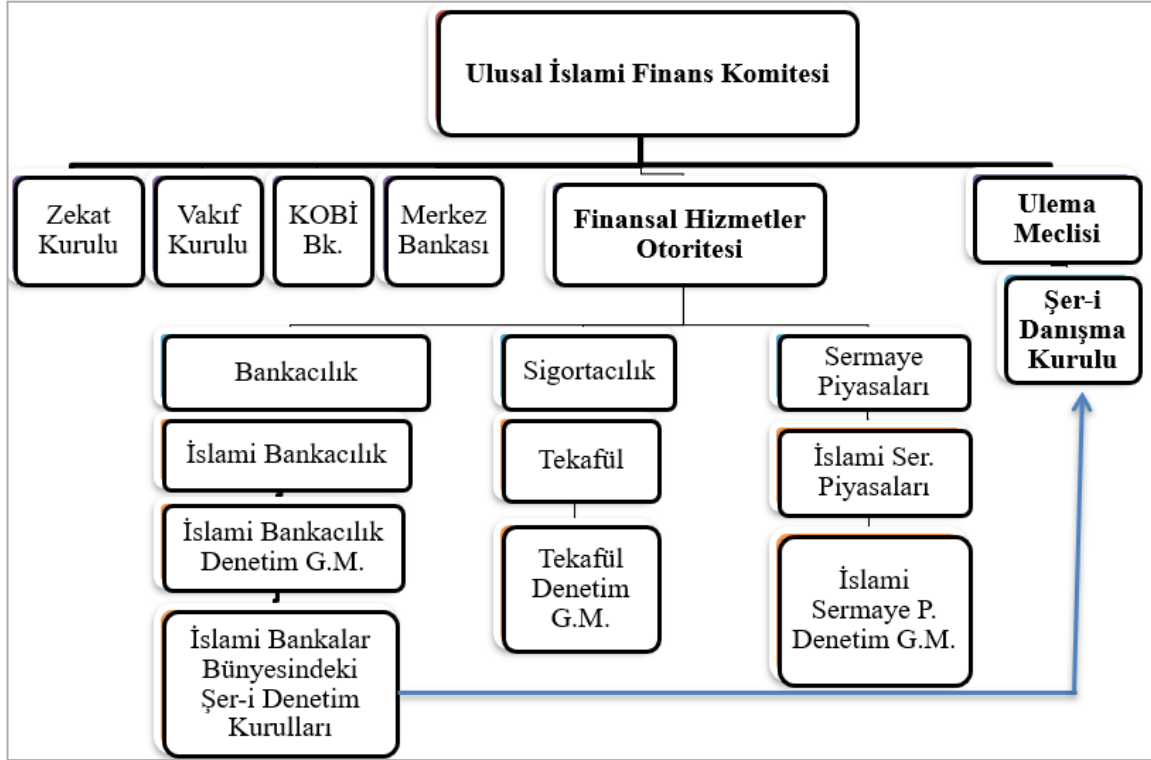 Ulusal İslami Finans Komitesi
Zekat
Kurulu
Vakıf
Kurulu
KOBİ
Bk.
Merkez
Bankası
Finansal Hizmetler
Otoritesi
Ulema
Meclisi
Şer-i
Danışma
Kurulu
Bankacılık
Sigortacılık
Sermaye
Piyasaları
İslami Bankacılık
Tekafül
İslami Ser.
Piyasaları
İslami Bankacılık
Denetim G.M.
Tekafül
Denetim
G.M.
İslami
Sermaye P.
Denetim G.M.
İslami Bankalar
Bünyesindeki
Şer-i Denetim
Kurulları